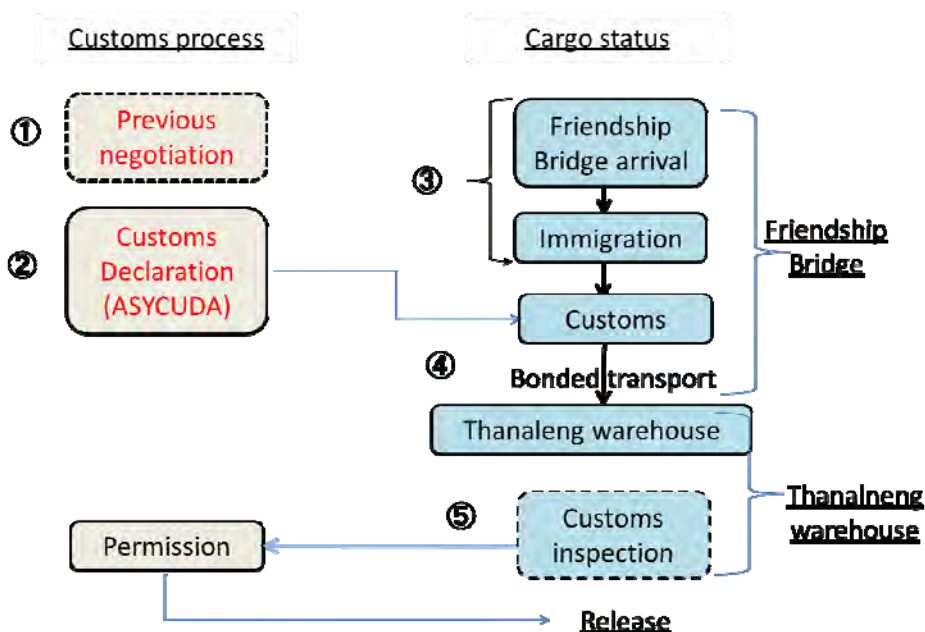 Customs process
Cargo status
①
Previous
negotiation
Friendship
Bridge arrival
③
②
Customs
Declaration
(ASYCUDA)
Immigration
Friendship
Bridge
Customs
④
Bonded transport
Thanaleng warehouse
⑤
Customs
inspection
Thanalneng
warehouse
Permission
Release